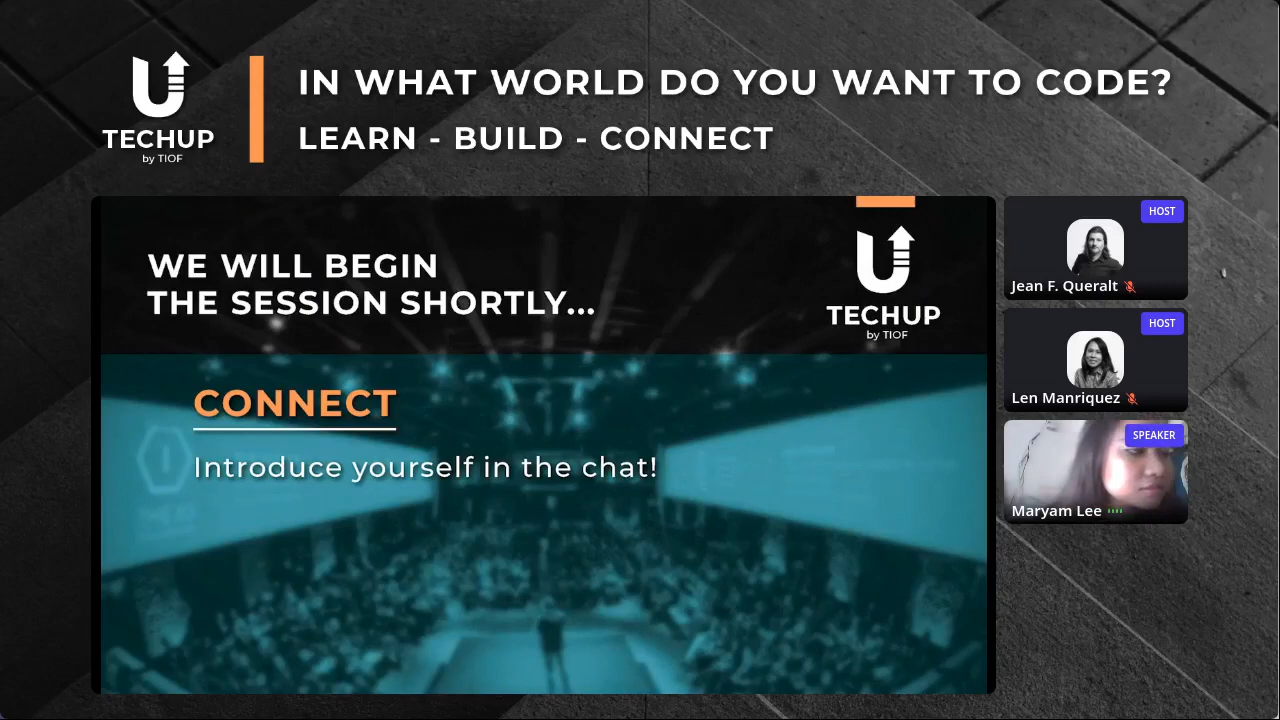 TECHUP
by TIOF
IN WHAT WORLD DO YOU WANT TO CODE?
LEARN - BUILD - CONNECT
WE WILL BEGIN
THE SESSION SHORTLY...
TECHUP
by TIOF
CONNECT
Introduce yourself in the chat!
HOST
Jean F. Queralt
HOST
Len Manriquez
SPEAKER
Maryam Lee